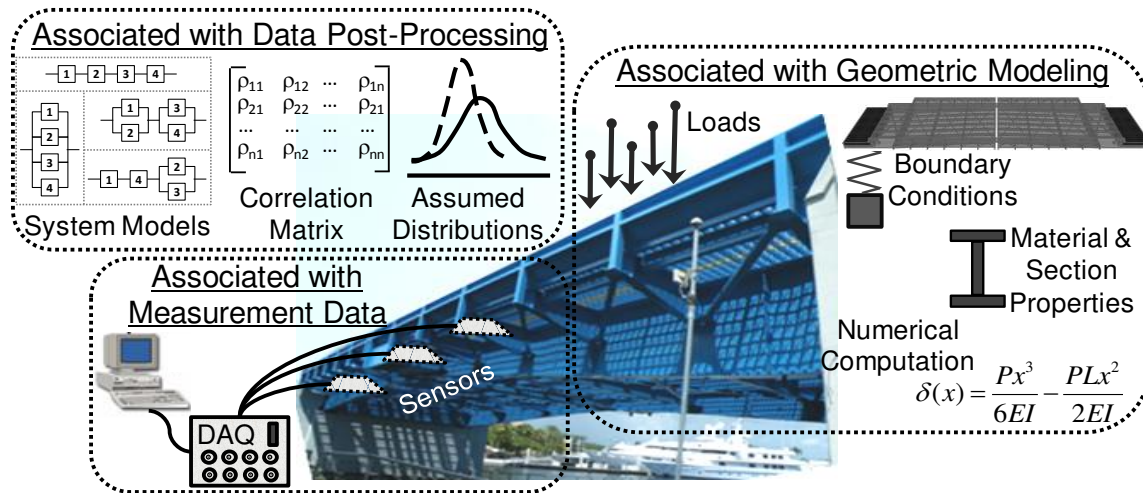 Associated with Data Post-Processing
1 2 3 4
1
2
3
4
1 3
2 4
1 4 2
3
ρ11 ρ12 ... ρ1n
ρ21 ρ22 ... ρ21
... ... ... ...
ρn1 ρn2 ... ρnn
System Models
Correlation
Matrix
Assumed
Distributions
Associated with
Measurement Data
Sensors
DAQ
Associated with Geometric Modeling
Loads
Boundary
Conditions
Material &
Section
Properties
Numerical
Computation
δ(x) = Px³/6EI − PLx²/2EI